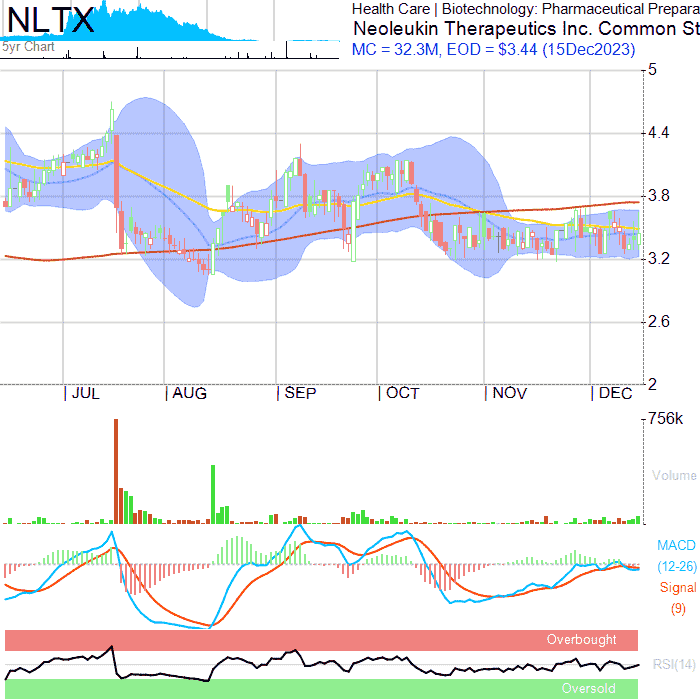 NLTX
5yr Chart
Health Care | Biotechnology: Pharmaceutical Prepara
Neoleukin Therapeutics Inc. Common St
MC = 32.3M, EOD = $3.44 (15Dec2023)
5
4.4
3.8
3.2
2.6
2
JUL AUG SEP OCT NOV DEC
756k
Volume
MACD
(12-26)
Signal
(9)
Overbought
RSI(14)
Oversold